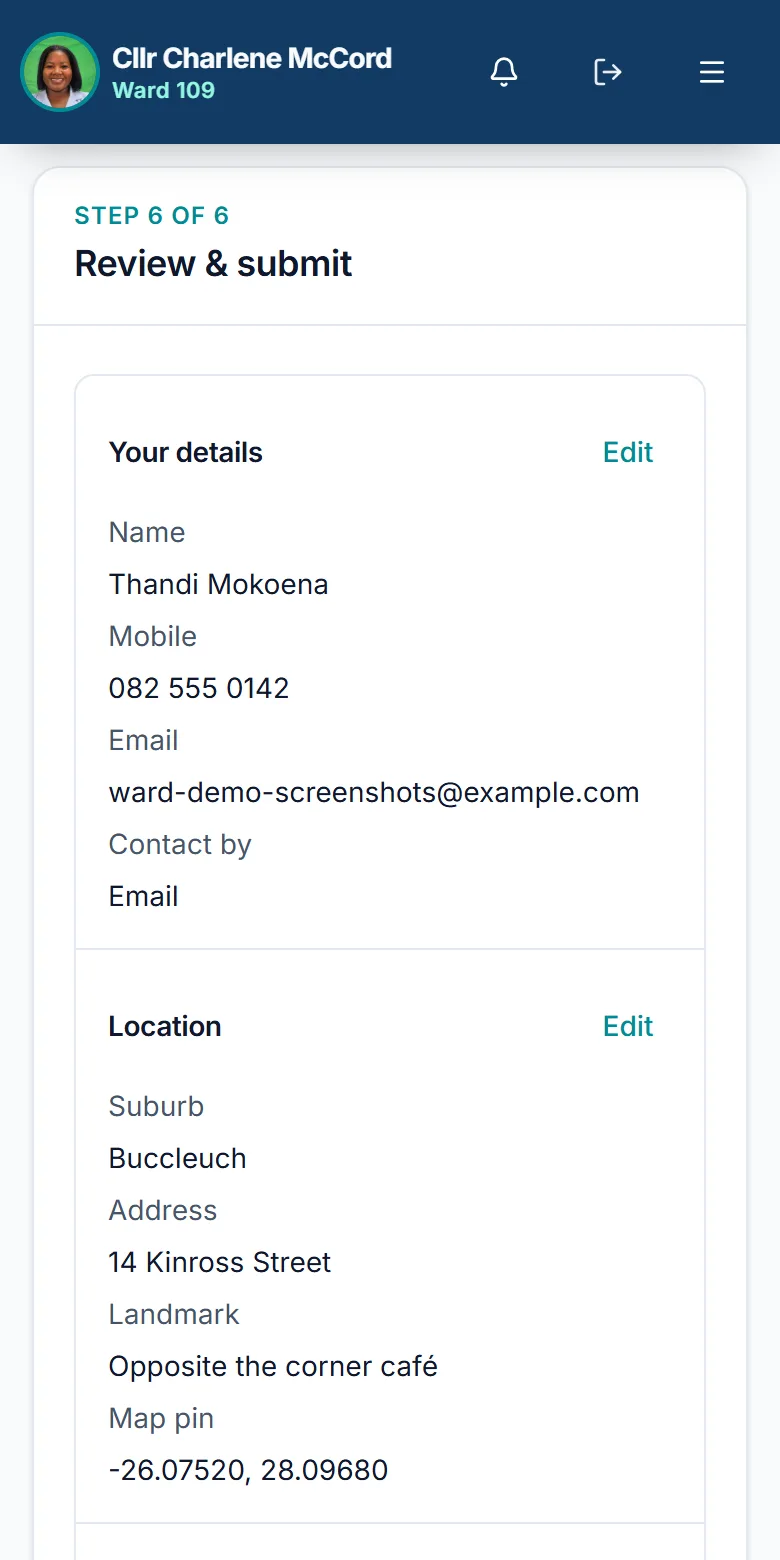 Cllr Charlene McCord
Ward 109
STEP 6 OF 6
Review & submit
Your details
Edit
Name
Thandi Mokoena
Mobile
082 555 0142
Email
ward-demo-screenshots@example.com
Contact by
Email
Location
Edit
Suburb
Buccleuch
Address
14 Kinross Street
Landmark
Opposite the corner café
Map pin
-26.07520, 28.09680